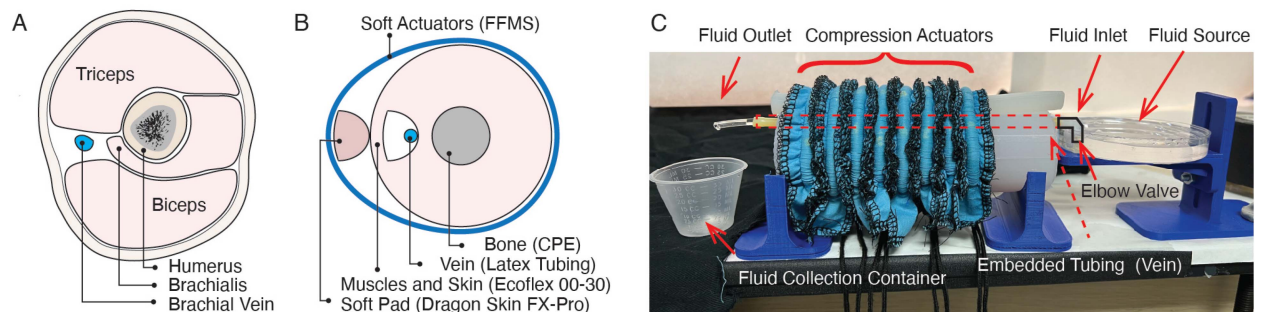 A
Triceps
Biceps
Humerus
Brachialis
Brachial Vein
B
Soft Actuators (FFMS)
Bone (CPE)
Vein (Latex Tubing)
Muscles and Skin (Ecoflex 00-30)
Soft Pad (Dragon Skin FX-Pro)
C
Fluid Outlet
Compression Actuators
Fluid Inlet
Fluid Source
Elbow Valve
Fluid Collection Container
Embedded Tubing (Vein)